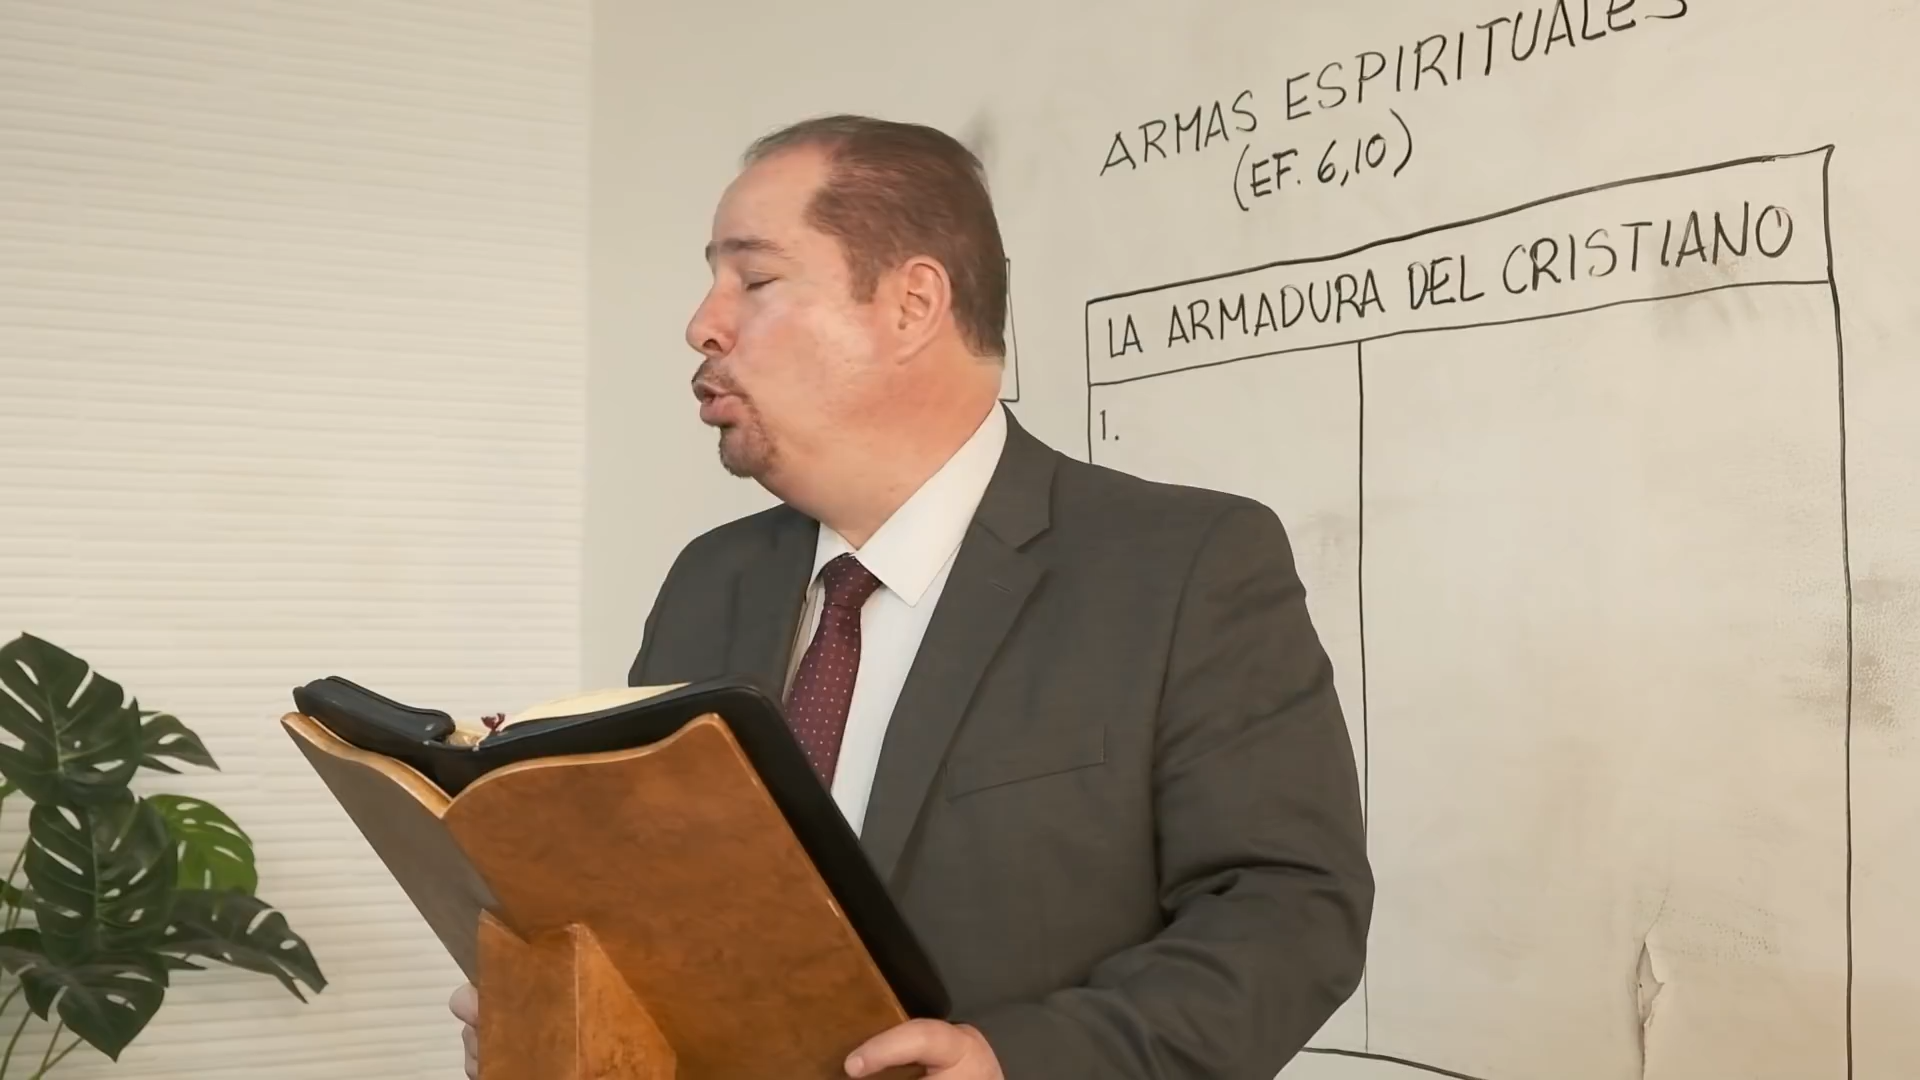 ARMAS ESPIRITUALES
(EF. 6,10)
LA ARMADURA DEL CRISTIANO
1.